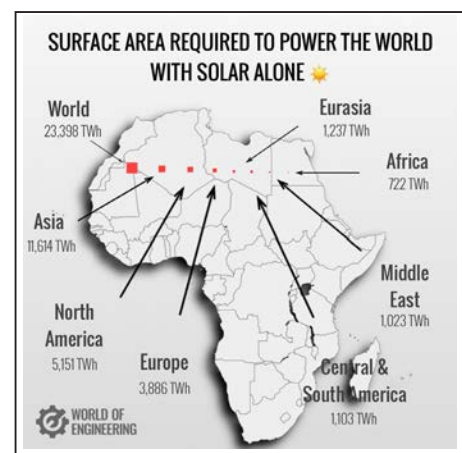 SURFACE AREA REQUIRED TO POWER THE WORLD
WITH SOLAR ALONE ☀️
World
23.398 TWh
Eurasia
1,237 TWh
Africa
722 TWh
Asia
11,614 TWh
North
America
5,151 TWh
Europe
3,886 TWh
Middle
East
1,023 TWh
Central &
South America
1,103 TWh
WORLD OF
ENGINEERING